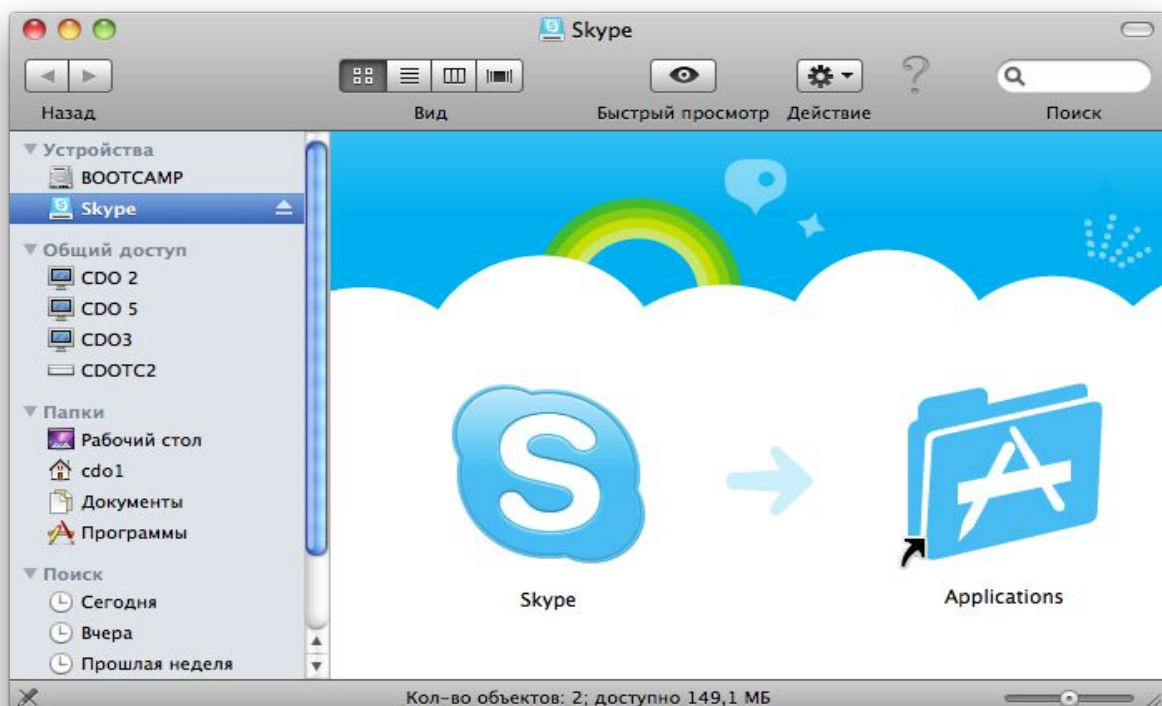 Skype
Назад
Вид
Быстрый просмотр
Действие
Поиск
Устройства
BOOTCAMP
Skype
Общий доступ
CDO 2
CDO 5
CDO3
CDOTC2
Папки
Рабочий стол
cdo1
Документы
Программы
Поиск
Сегодня
Вчера
Прошлая неделя
Skype
Applications
Кол-во объектов: 2; доступно 149,1 МБ